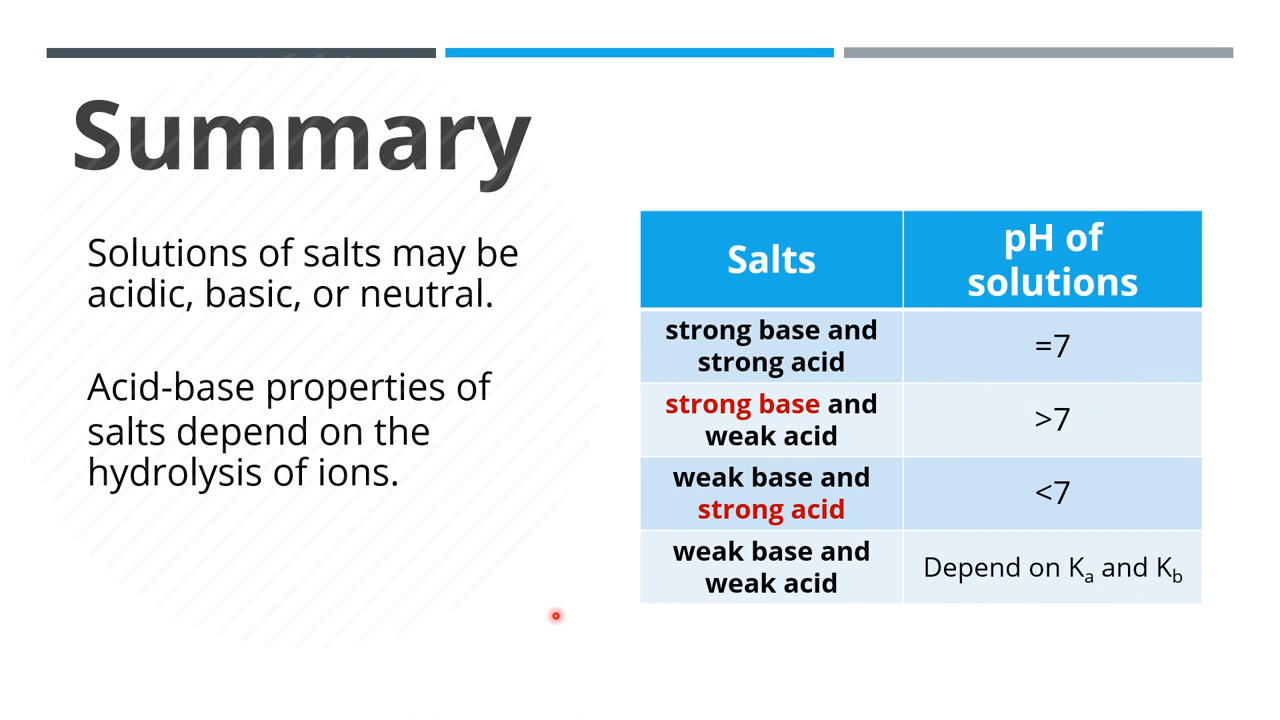 Summary
Solutions of salts may be
acidic, basic, or neutral.
Acid-base properties of
salts depend on the
hydrolysis of ions.
Salts
pH of
solutions
strong base and
strong acid
=7
strong base and
weak acid
>7
weak base and
strong acid
<7
weak base and
weak acid
Depend on Kₐ and K_b